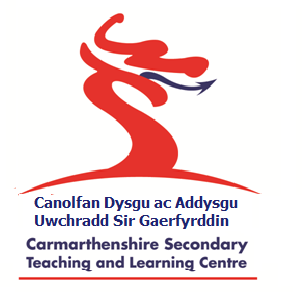 Canolfan Dysgu ac Addysgu
Uwchradd Sir Gaerfyrddin
Carmarthenshire Secondary
Teaching and Learning Centre